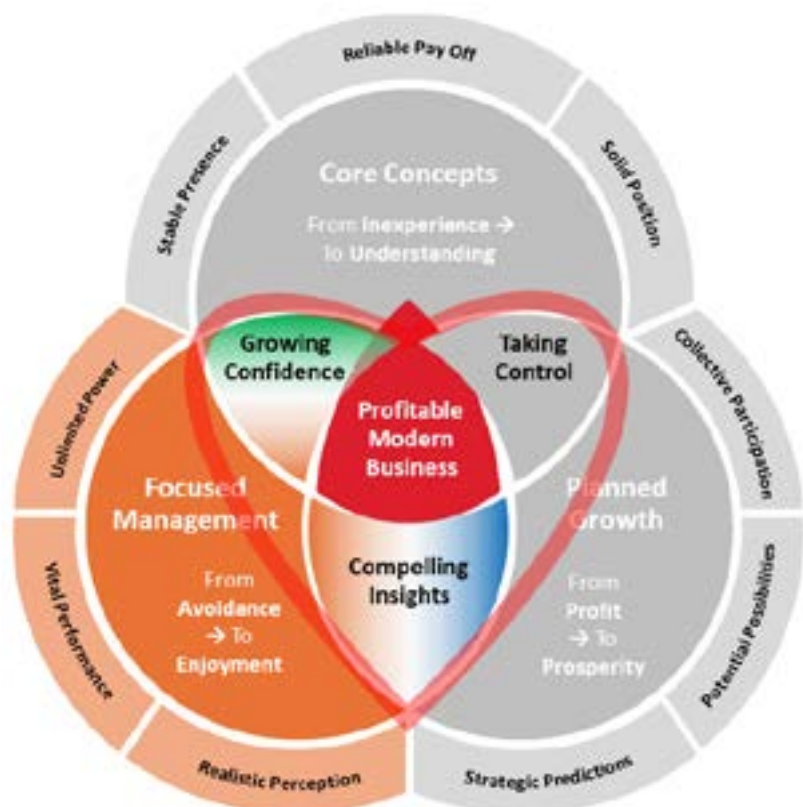 Reliable Pay Off
Stable Presence
Solid Position
Core Concepts
From Inexperience →
To Understanding
Growing
Confidence
Taking
Control
Profitable
Modern
Business
Unlimited Power
Collective Participation
Focused
Management
Planned
Growth
Compelling
Insights
From
Avoidance
→ To
Enjoyment
From
Profit
→ To
Prosperity
Vital Performance
Potential Possibilities
Realistic Perception
Strategic Predictions